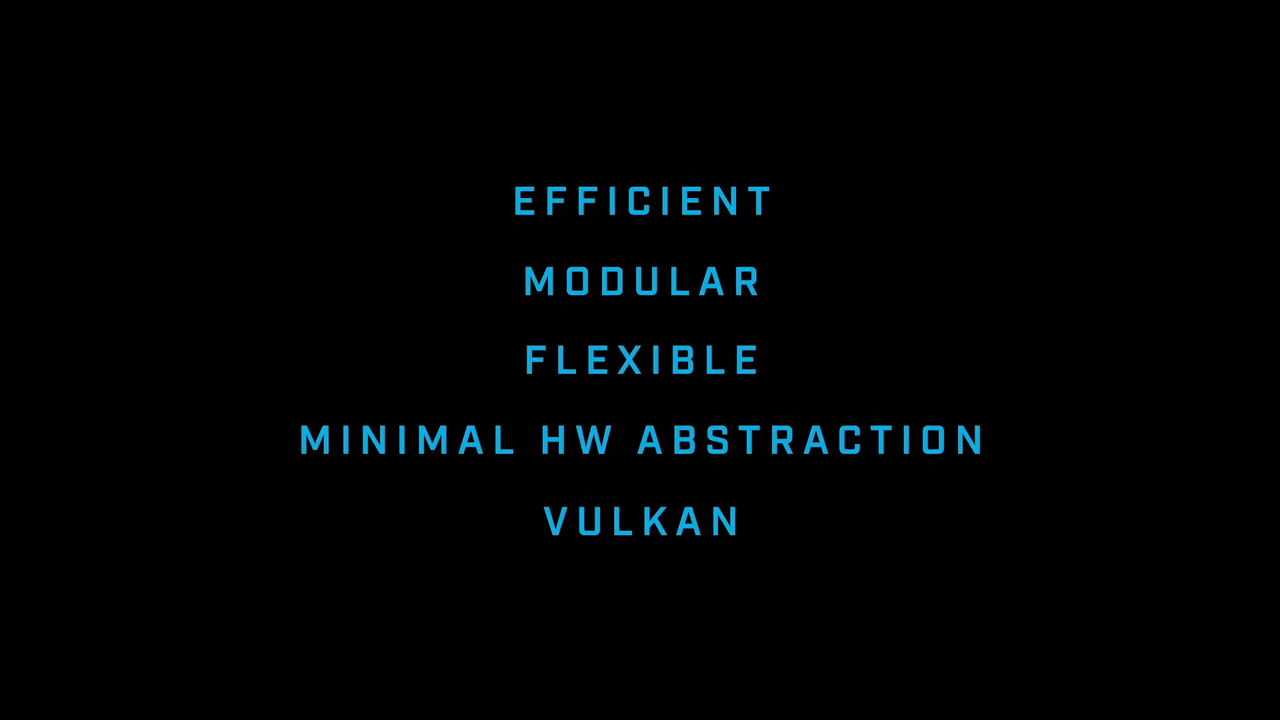 EFFICIENT
MODULAR
FLEXIBLE
MINIMAL HW ABSTRACTION
VULKAN